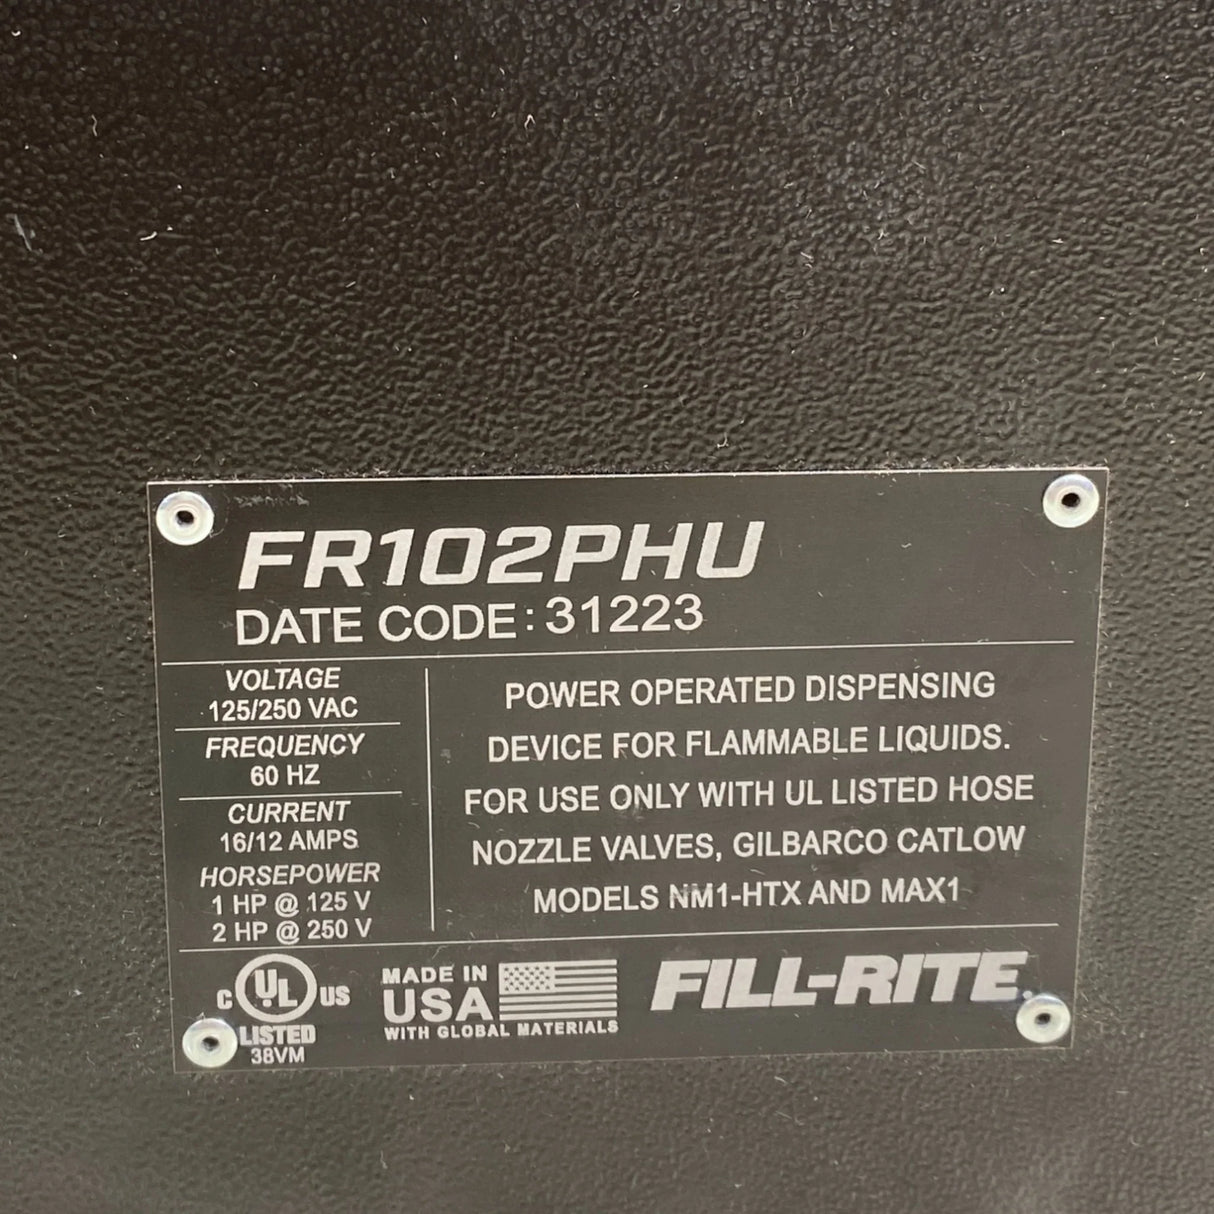 FR102PHU
DATE CODE: 31223
VOLTAGE
125/250 VAC
FREQUENCY
60 HZ
CURRENT
16/12 AMPS
HORSEPOWER
1 HP @ 125 V
2 HP @ 250 V
POWER OPERATED DISPENSING
DEVICE FOR FLAMMABLE LIQUIDS.
FOR USE ONLY WITH UL LISTED HOSE
NOZZLE VALVES, GILBARCO CATLOW
MODELS NM1-HTX AND MAX1
C UL US
LISTED
38VM
MADE IN
USA
WITH GLOBAL MATERIALS
FILL-RITE.